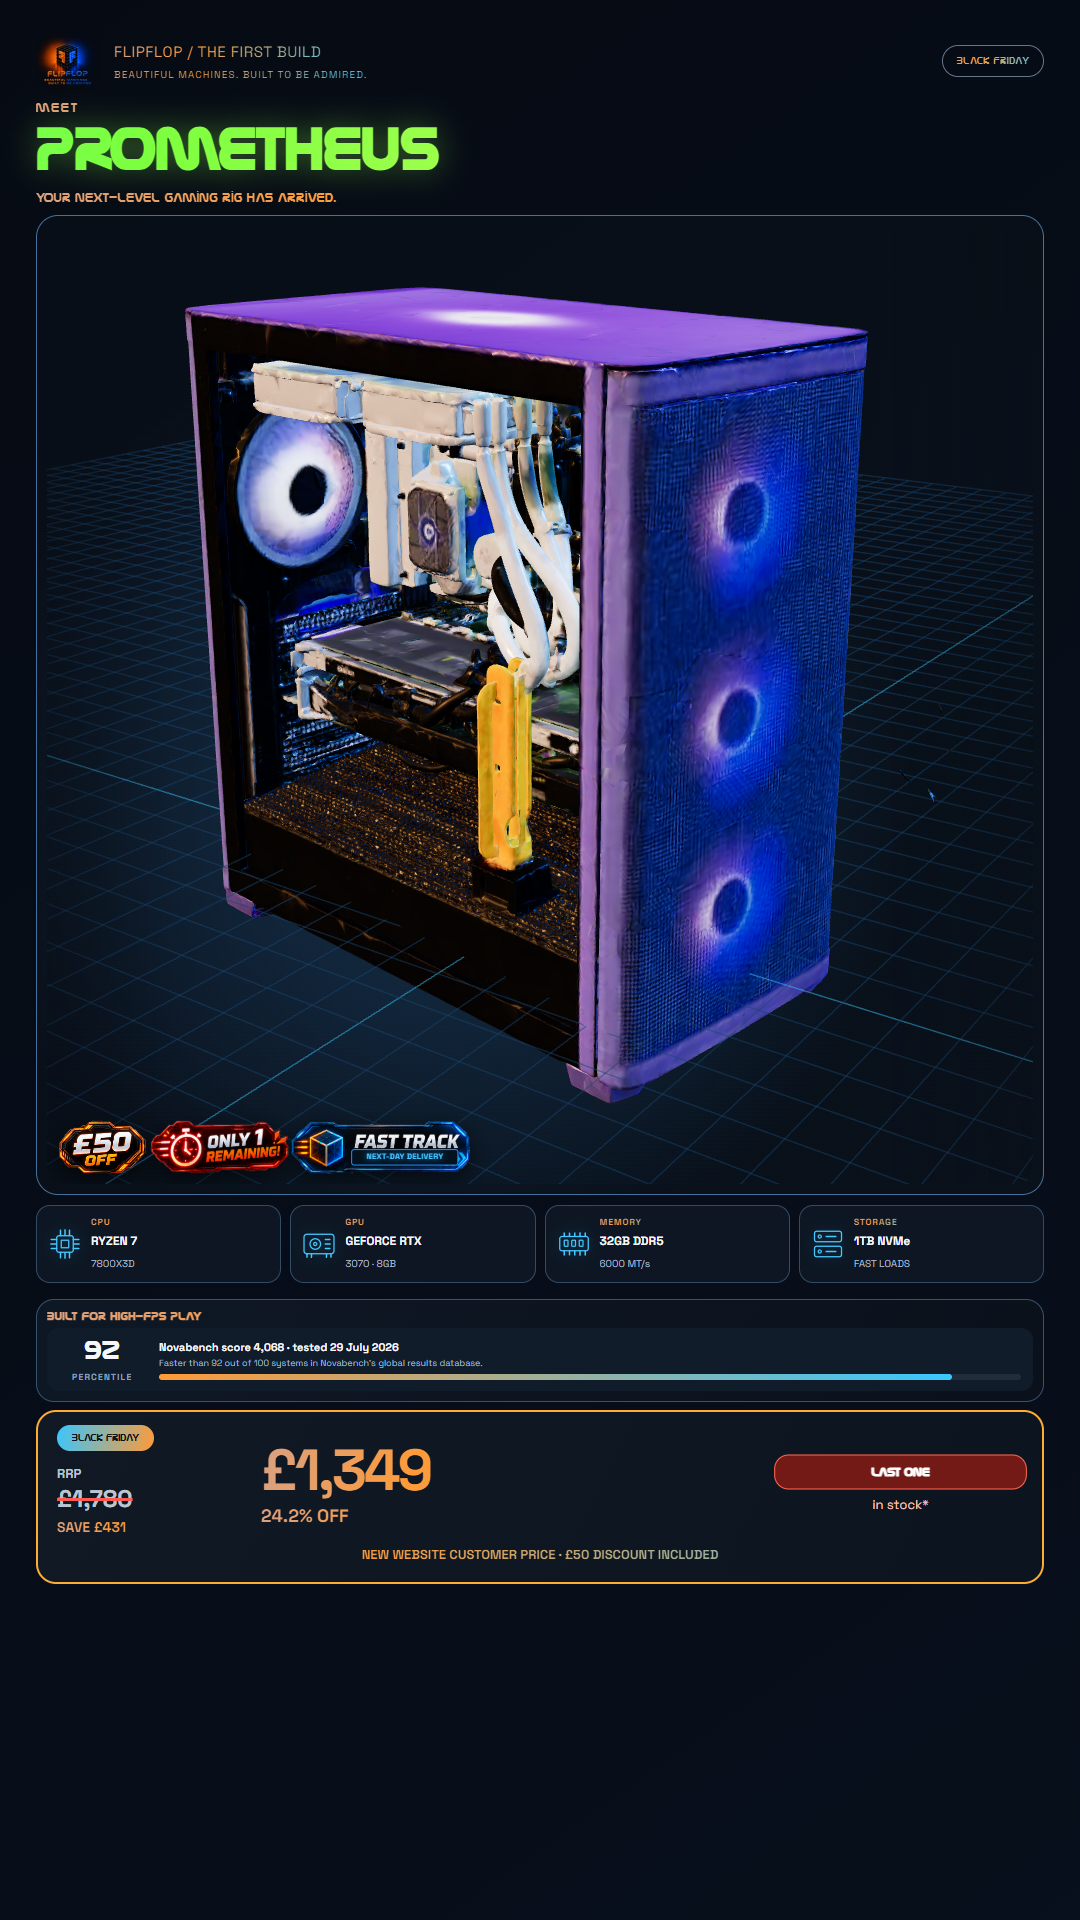 FLIPFLOP
FLIPFLOP / THE FIRST BUILD
BEAUTIFUL MACHINES. BUILT TO BE ADMIRED.
BLACK FRIDAY
MEET
PROMETHEUS
YOUR NEXT-LEVEL GAMING RIG HAS ARRIVED.
£50
OFF
ONLY 1
REMAINING!
FAST TRACK
NEXT-DAY DELIVERY
CPU
RYZEN 7
7800X3D
GPU
GEFORCE RTX
3070 · 8GB
MEMORY
32GB DDR5
6000 MT/s
STORAGE
1TB NVMe
FAST LOADS
BUILT FOR HIGH-FPS PLAY
92
PERCENTILE
Novabench score 4,068 · tested 29 July 2026
Faster than 92 out of 100 systems in Novabench's global results database.
BLACK FRIDAY
RRP
£1,780
SAVE £431
£1,349
24.2% OFF
LAST ONE
in stock*
NEW WEBSITE CUSTOMER PRICE · £50 DISCOUNT INCLUDED